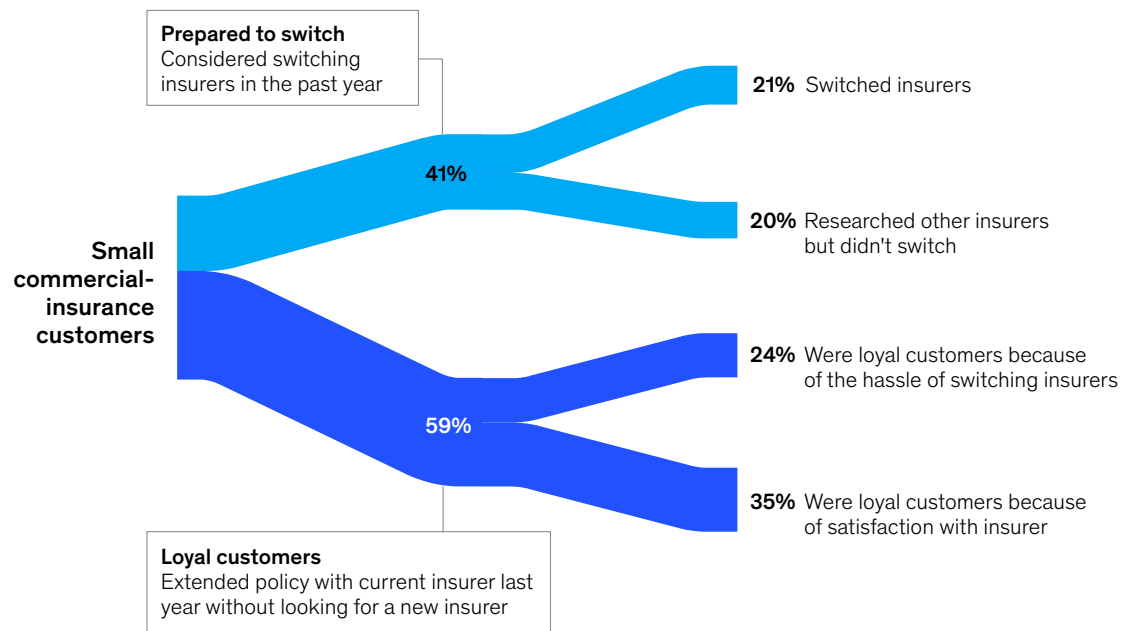 Prepared to switch
Considered switching
insurers in the past year
21% Switched insurers
41%
20% Researched other insurers
but didn't switch
Small
commercial-
insurance
customers
24% Were loyal customers because
of the hassle of switching insurers
59%
35% Were loyal customers because
of satisfaction with insurer
Loyal customers
Extended policy with current insurer last
year without looking for a new insurer